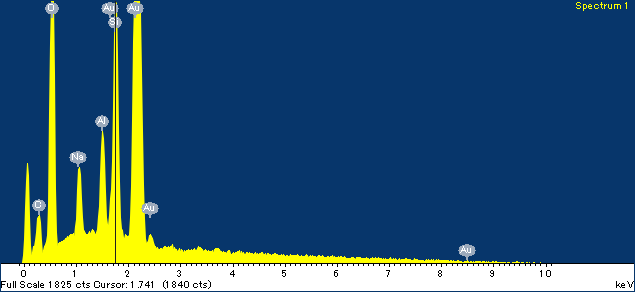 Spectrum 1
O Au Au
Si
Al
Na
C Au
Au
0 1 2 3 4 5 6 7 8 9 10
Full Scale 1825 cts Cursor: 1.741 (1840 cts) keV